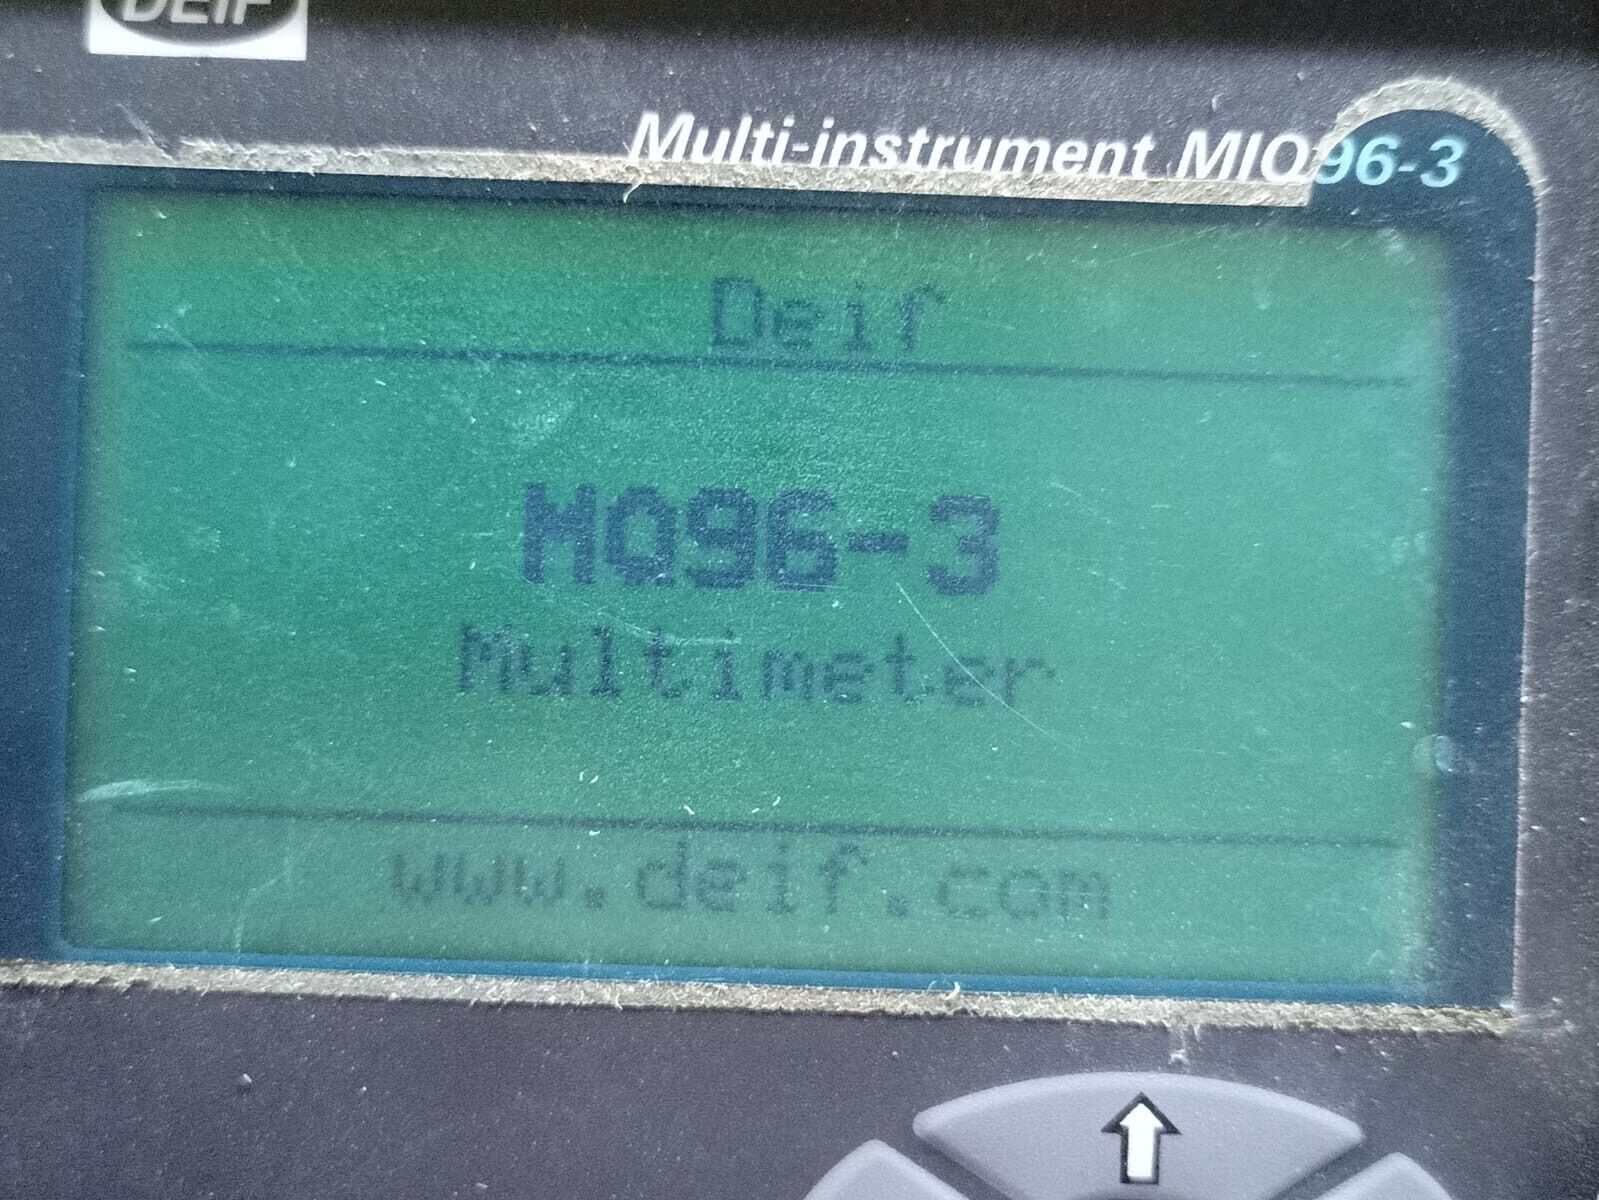 DEIF
Multi-instrument MIQ96-3
Deif
MQ96-3
Multimeter
www.deif.com